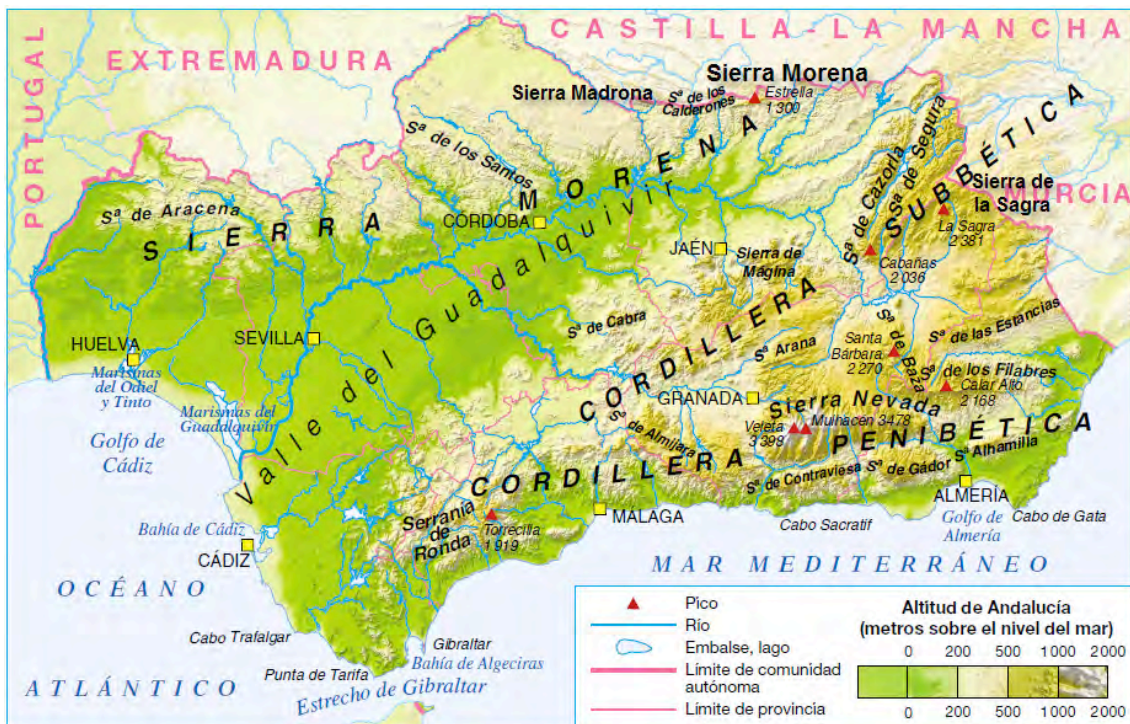 CASTILLA-LA MANCHA
EXTREMADURA
PORTUGAL
MURCIA
Sierra Morena
Sierra Madrona
Sª de los
Calderones
Estrella
1 300
Sª de los Santos
SIERRA MORENA
Sª de Aracena
CÓRDOBA
JAÉN
Sierra de
Mágina
Sª de Cazorla
Sª de Segura
CORDILLERA SUBBÉTICA
Sierra de
la Sagra
La Sagra
2 381
Cabañas
2 036
Valle del Guadalquivir
SEVILLA
HUELVA
Marismas
del Odiel
y Tinto
Marismas del
Guadalquivir
Golfo de
Cádiz
Sª de Cabra
Sª Arana
Santa
Bárbara
2 270
Sª de Baza
Sª de las Estancias
Sª de los Filabres
Calar Alto
2 168
GRANADA
Sierra Nevada
Veleta
3 398
Mulhacen 3478
Sª de Almijara
CORDILLERA PENIBÉTICA
Sª de Contraviesa
Sª de Gádor
Sª Alhamilla
ALMERÍA
Golfo de
Almería
Cabo de Gata
Cabo Sacratif
MÁLAGA
Serranía
de
Ronda
Torrecilla
1 919
Bahía de Cádiz
CÁDIZ
MAR MEDITERRÁNEO
OCÉANO
ATLÁNTICO
Cabo Trafalgar
Gibraltar
Bahía de Algeciras
Punta de Tarifa
Estrecho de Gibraltar
Pico
Río
Embalse, lago
Límite de comunidad
autónoma
Límite de provincia
Altitud de Andalucía
(metros sobre el nivel del mar)
0 200 500 1000 2000
0 200 500 1000 2000